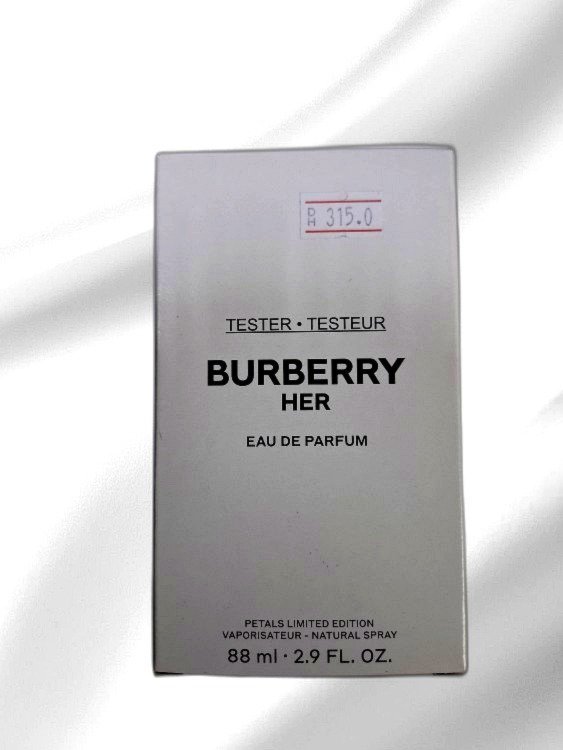 DH 315.0
TESTER • TESTEUR
BURBERRY
HER
EAU DE PARFUM
PETALS LIMITED EDITION
VAPORISATEUR - NATURAL SPRAY
88 ml · 2.9 FL. OZ.